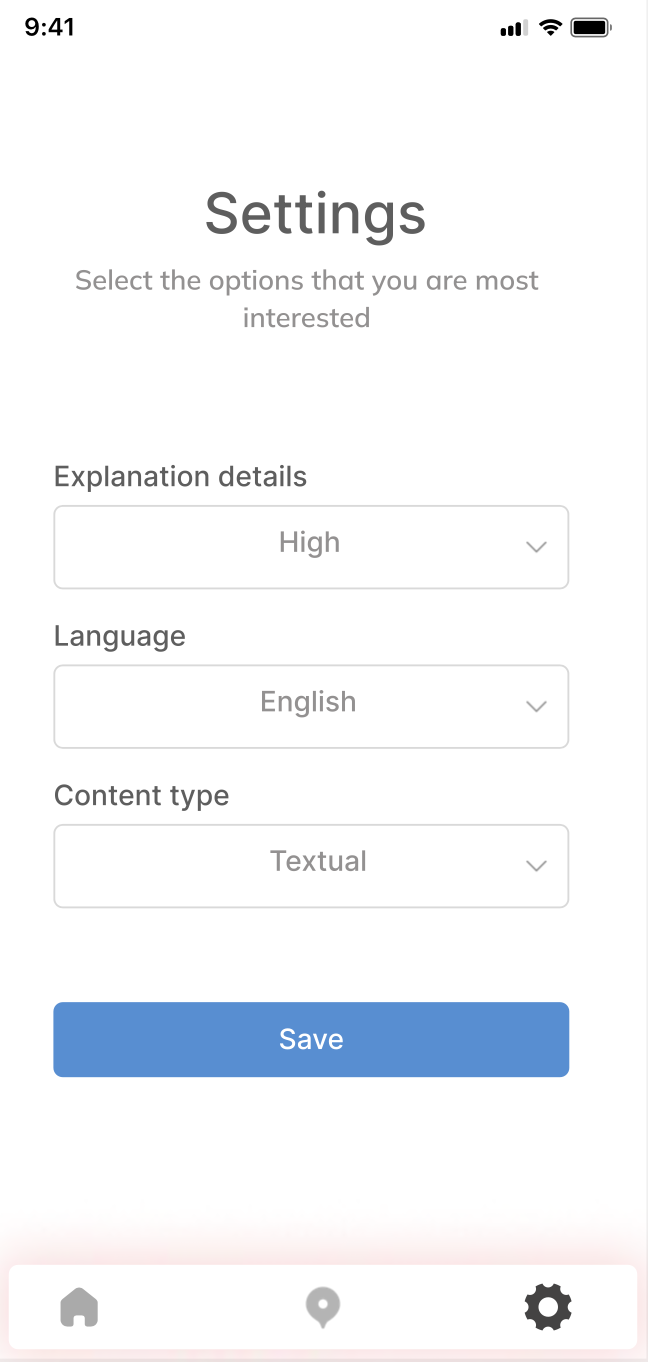 9:41
Settings
Select the options that you are most
interested
Explanation details
High
Language
English
Content type
Textual
Save